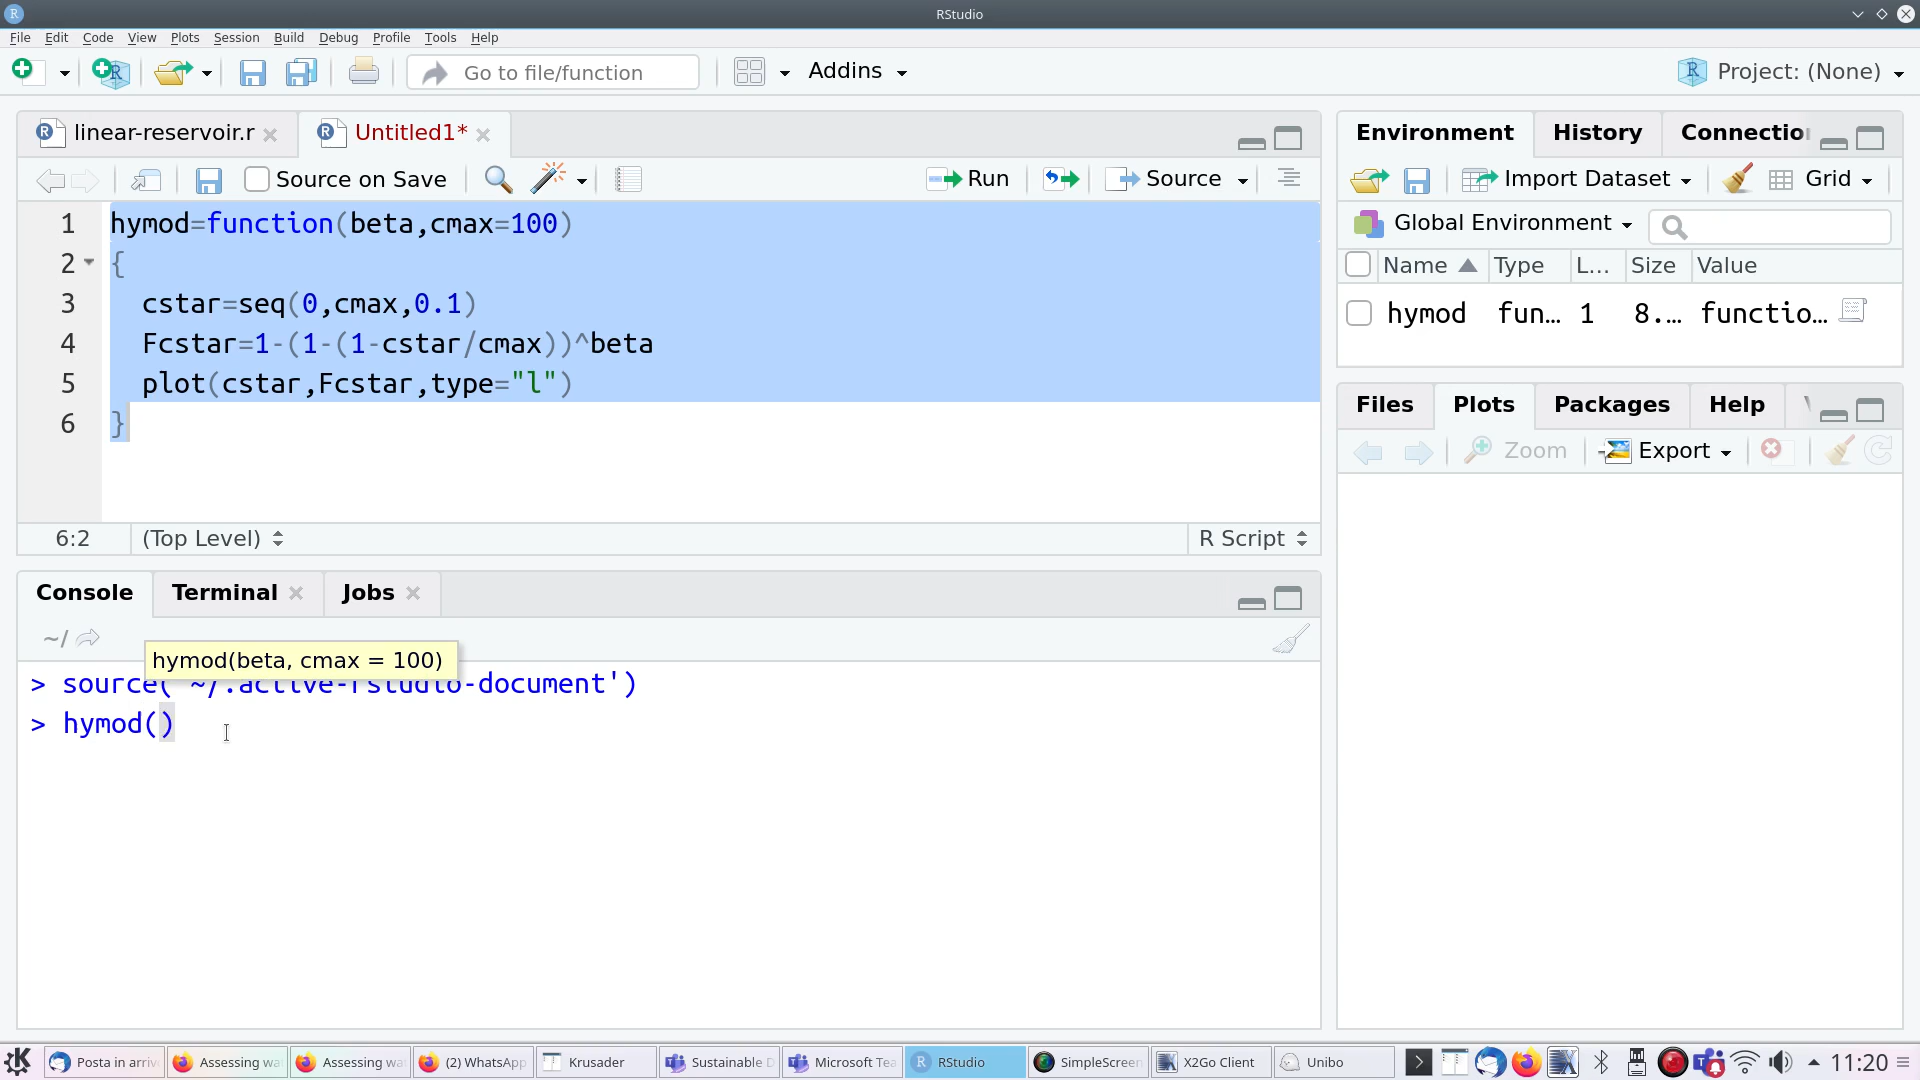 RStudio
File Edit Code View Plots Session Build Debug Profile Tools Help
Go to file/function Addins Project: (None)
linear-reservoir.r Untitled1*
Source on Save Run Source
1 hymod=function(beta,cmax=100)
2 {
3 cstar=seq(0,cmax,0.1)
4 Fcstar=1-(1-(1-cstar/cmax))^beta
5 plot(cstar,Fcstar,type="l")
6 }
6:2 (Top Level) R Script
Console Terminal Jobs
~/
hymod(beta, cmax = 100)
> source('~/.active-rstudio-document')
> hymod()
Environment History Connectio
Import Dataset Grid
Global Environment
Name Type L... Size Value
hymod fun... 1 8.... functio...
Files Plots Packages Help
Zoom Export
Posta in arriv Assessing wa Assessing wa (2) WhatsApp Krusader Sustainable D Microsoft Tea RStudio SimpleScreen X2Go Client Unibo 11:20